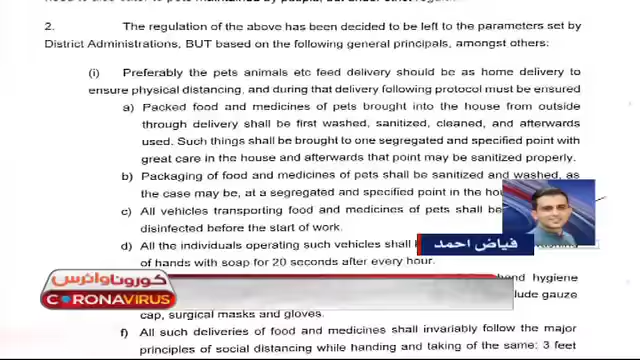 need to also cater to pets maintained by people, but under strict
2. The regulation of the above has been decided to be left to the parameters set by
District Administrations, BUT based on the following general principals, amongst others:
(i) Preferably the pets animals etc feed delivery should be as home delivery to
ensure physical distancing, and during that delivery following protocol must be ensured
a) Packed food and medicines of pets brought into the house from outside
through delivery shall be first washed, sanitized, cleaned, and afterwards
used. Such things shall be brought to one segregated and specified point with
great care in the house and afterwards that point may be sanitized properly.
b) Packaging of food and medicines of pets shall be sanitized and washed, as
the case may be, at a segregated and specified point in the
c) All vehicles transporting food and medicines of pets shall
disinfected before the start of work.
d) All the individuals operating such vehicles shall
of hands with soap for 20 seconds after every hour.
hand hygiene
gauze
cap, surgical masks and gloves.
f) All such deliveries of food and medicines shall invariably follow the major
principles of social distancing while handing and taking of the same: 3 feet
فیاض احمد
کورونا وائرس
CORONAVIRUS